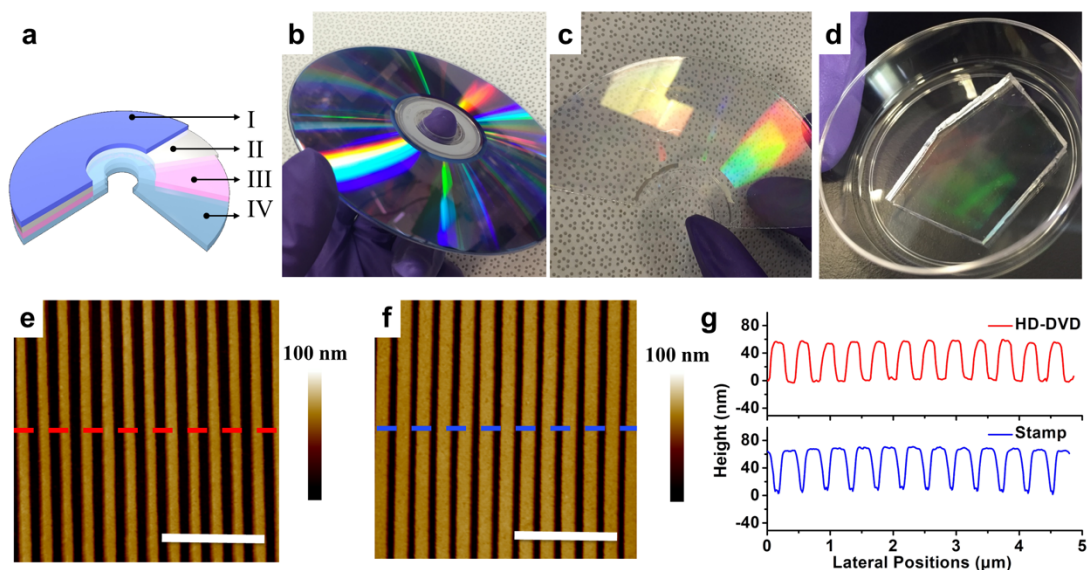 a
I
II
III
IV
b
c
d
e
100 nm
f
100 nm
g
HD-DVD
80
40
0
-40
Stamp
80
40
0
-40
Height (nm)
0 1 2 3 4 5
Lateral Positions (μm)